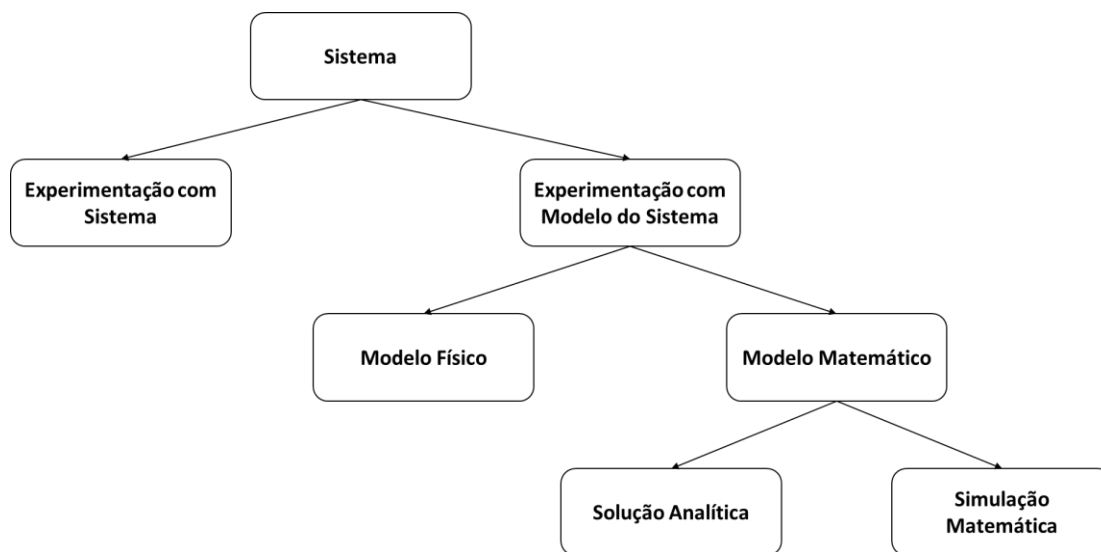 Sistema
Experimentação com
Sistema
Experimentação com
Modelo do Sistema
Modelo Físico
Modelo Matemático
Solução Analítica
Simulação
Matemática